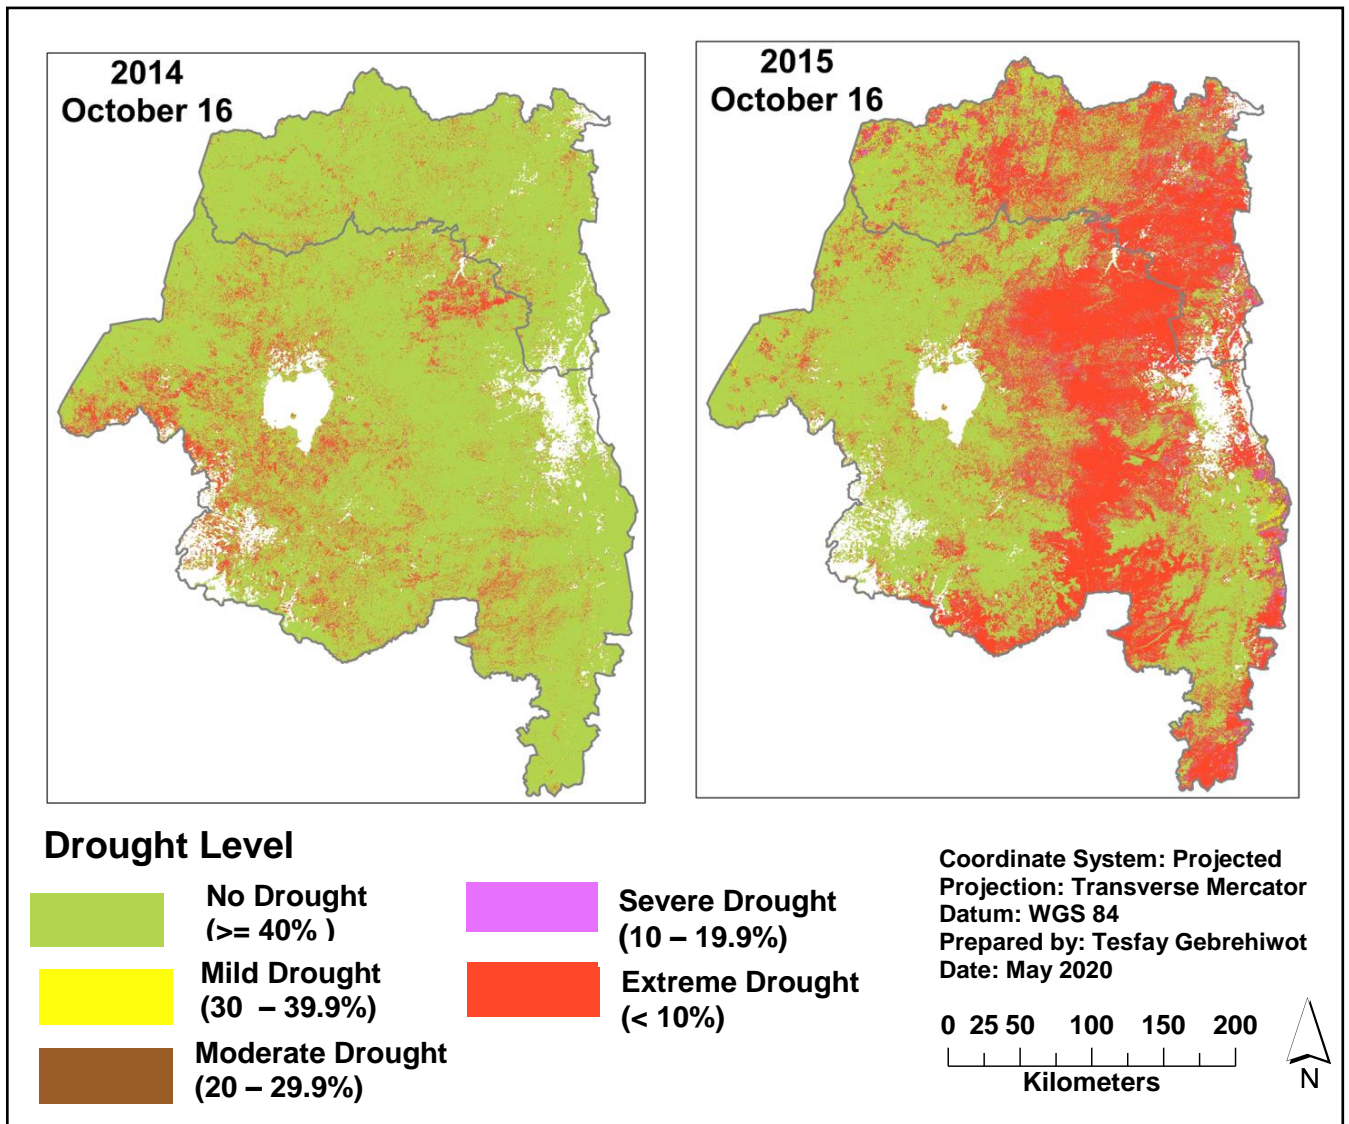 2014
October 16
2015
October 16
Drought Level
No Drought
(>= 40% )
Mild Drought
(30 – 39.9%)
Moderate Drought
(20 – 29.9%)
Severe Drought
(10 – 19.9%)
Extreme Drought
(< 10%)
Coordinate System: Projected
Projection: Transverse Mercator
Datum: WGS 84
Prepared by: Tesfay Gebrehiwot
Date: May 2020
0 25 50 100 150 200
Kilometers
N